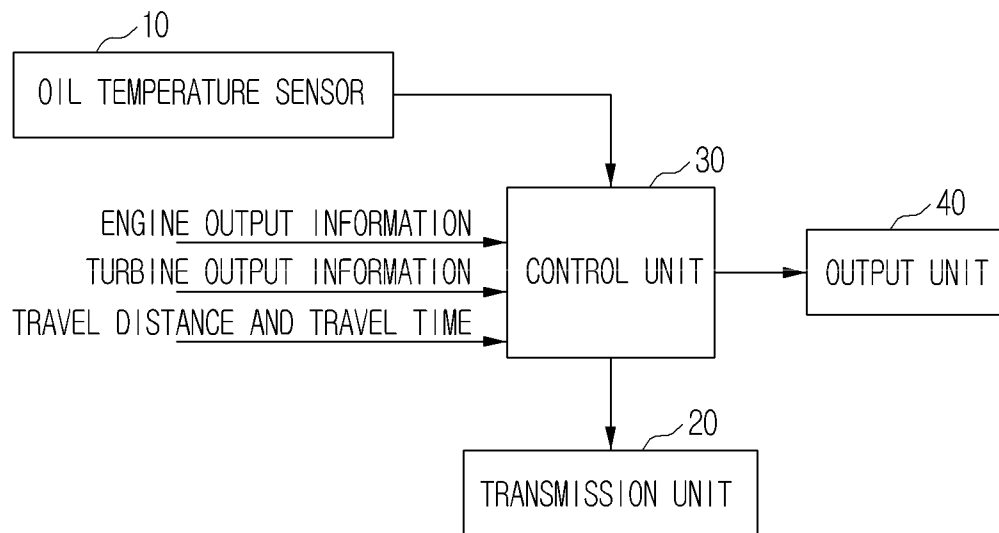 10
OIL TEMPERATURE SENSOR
30
ENGINE OUTPUT INFORMATION
TURBINE OUTPUT INFORMATION
TRAVEL DISTANCE AND TRAVEL TIME
CONTROL UNIT
40
OUTPUT UNIT
20
TRANSMISSION UNIT